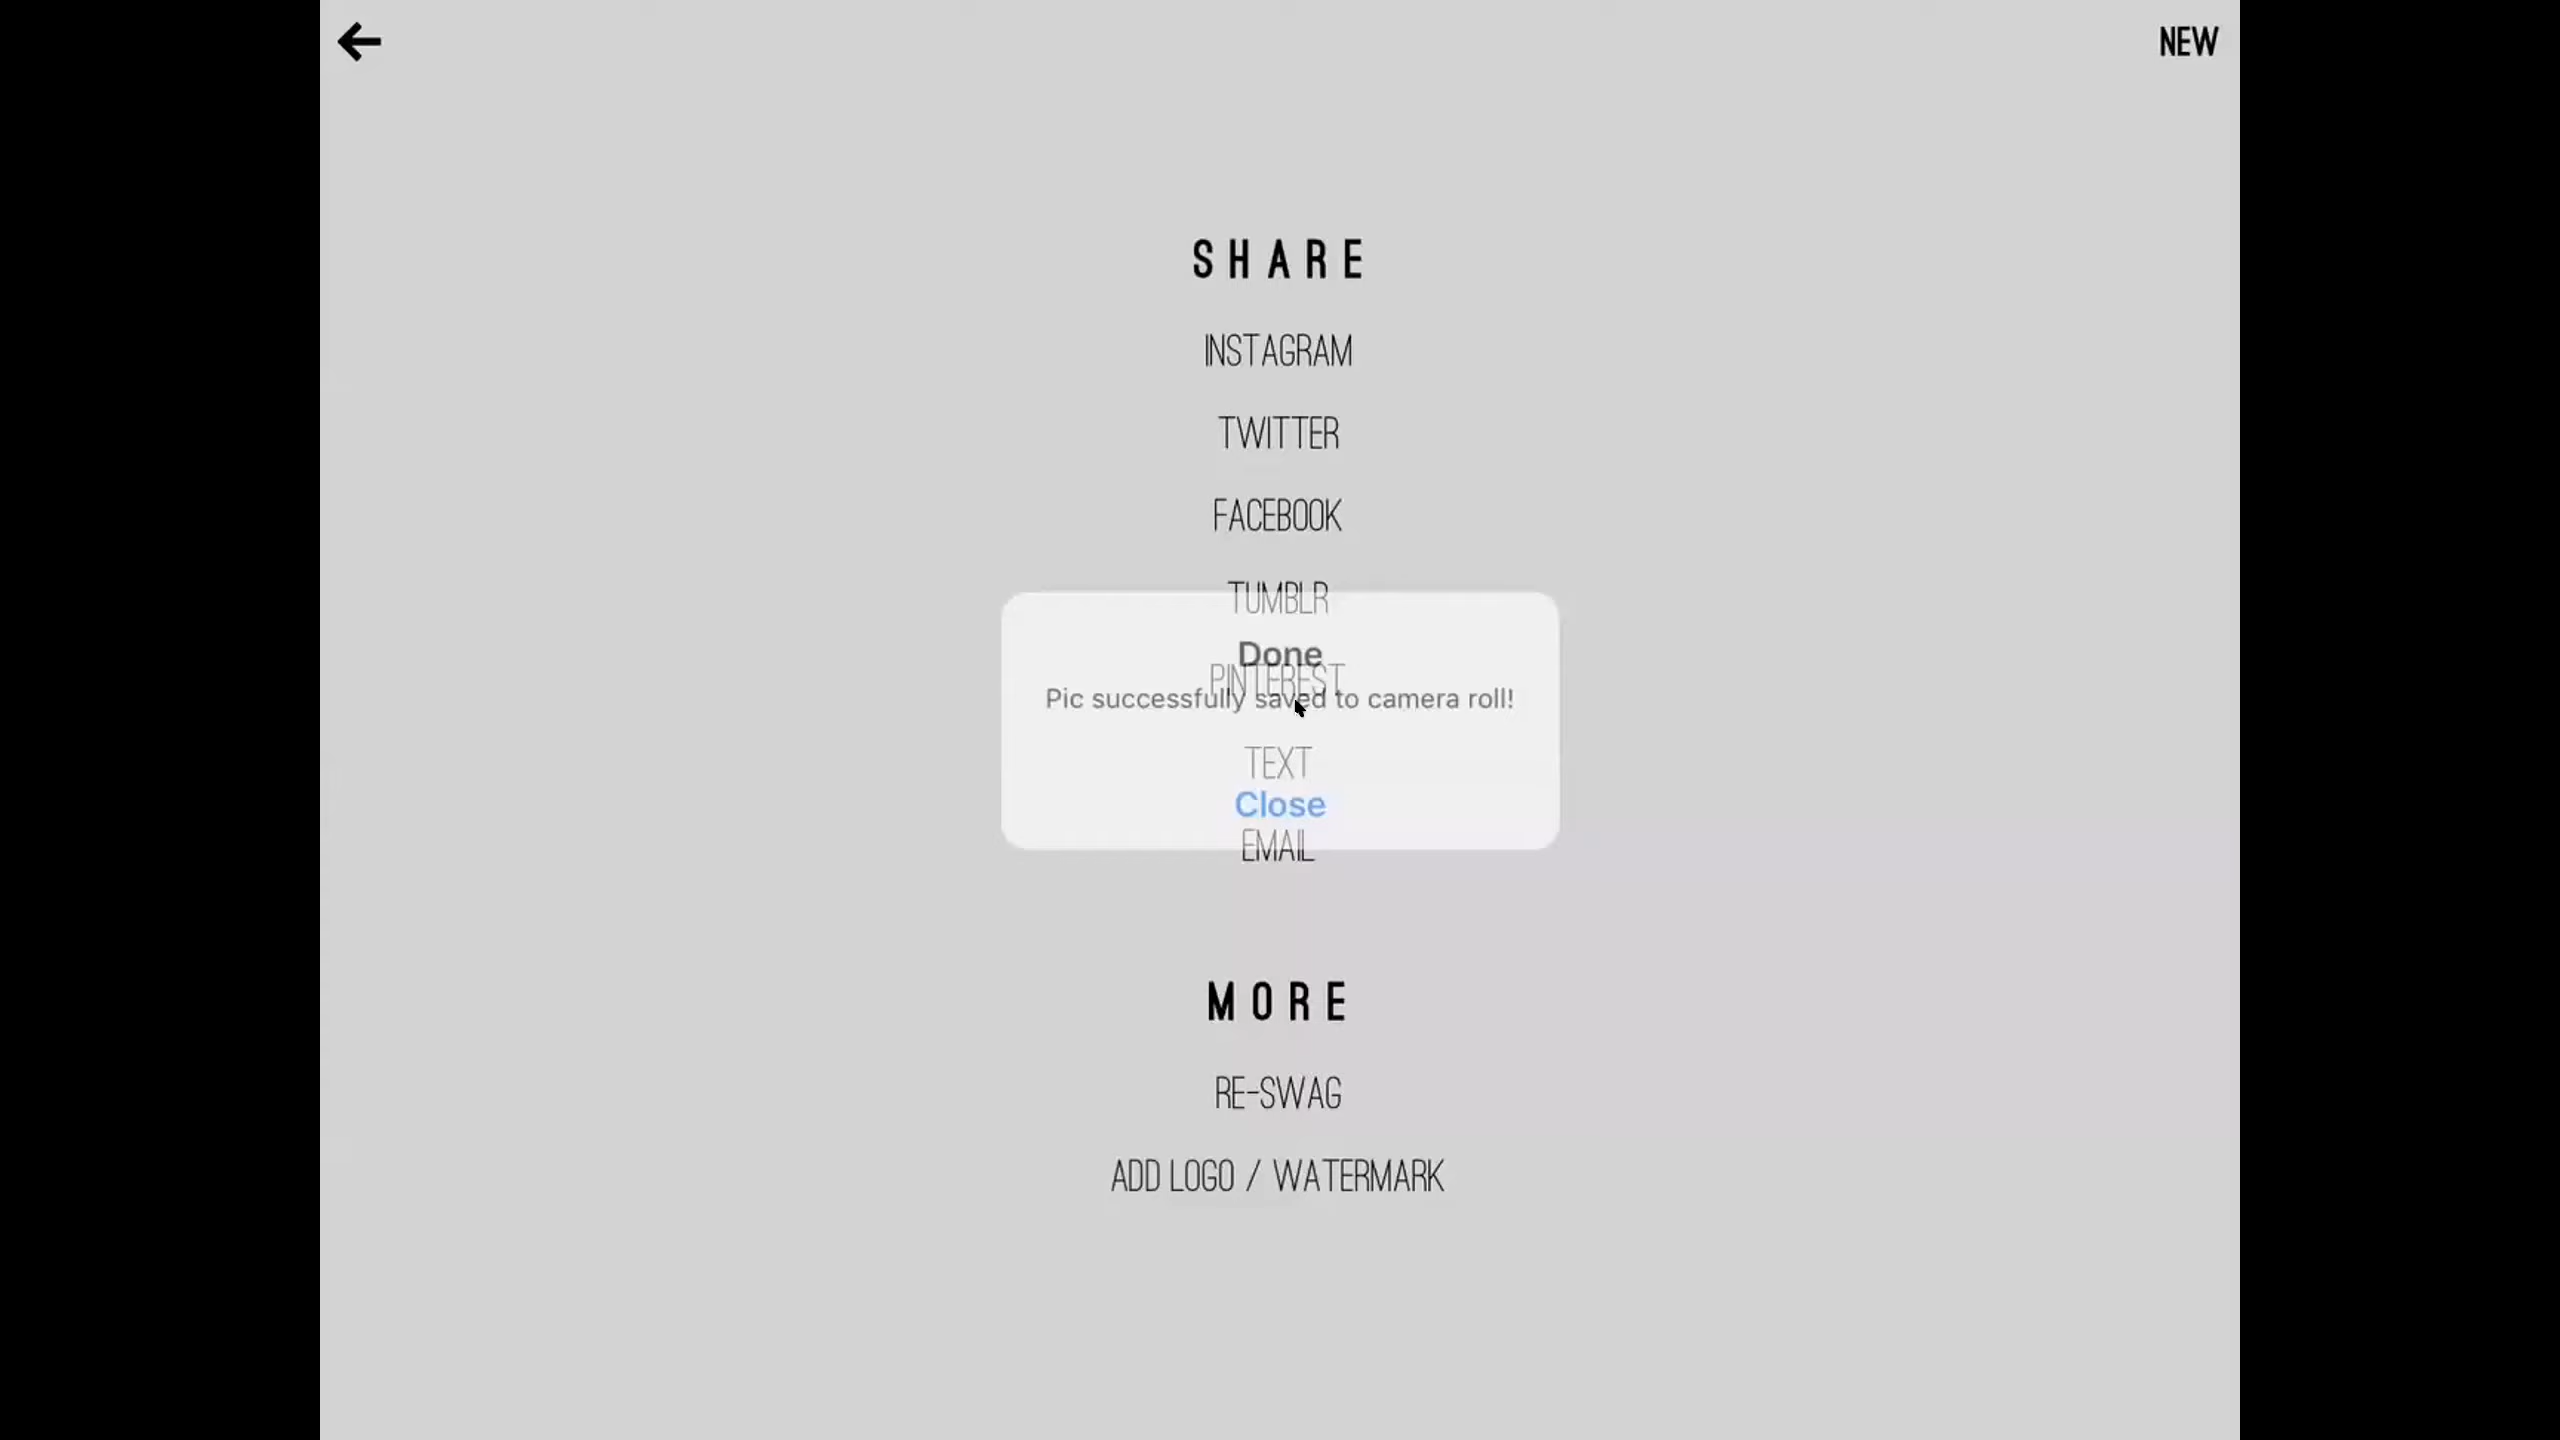 NEW
SHARE
INSTAGRAM
TWITTER
FACEBOOK
TUMBLR
Done
PINTEREST
Pic successfully saved to camera roll!
TEXT
Close
EMAIL
MORE
RE-SWAG
ADD LOGO / WATERMARK